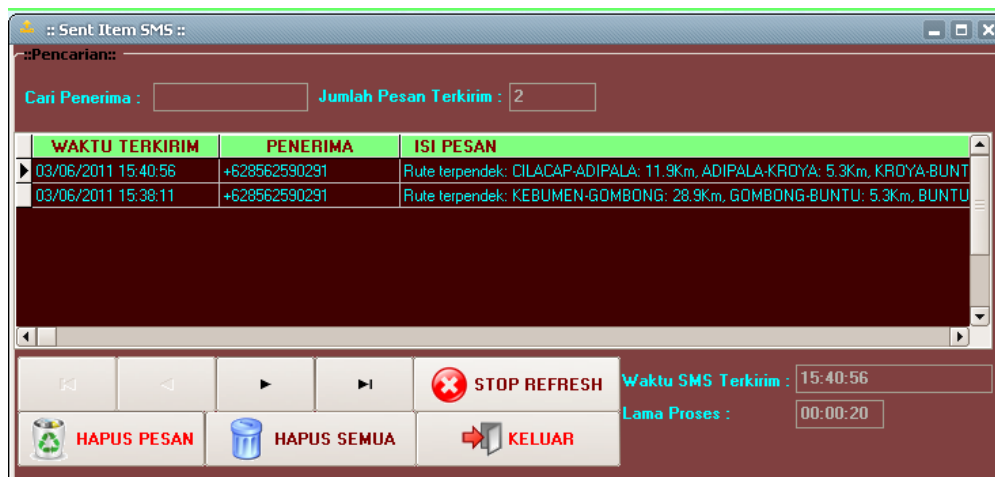 :: Sent Item SMS ::
::Pencarian::
Cari Penerima : Jumlah Pesan Terkirim : 2
WAKTU TERKIRIM PENERIMA ISI PESAN
03/06/2011 15:40:56 +628562590291 Rute terpendek: CILACAP-ADIPALA: 11.9Km, ADIPALA-KROYA: 5.3Km, KROYA-BUNT
03/06/2011 15:38:11 +628562590291 Rute terpendek: KEBUMEN-GOMBONG: 28.9Km, GOMBONG-BUNTU: 5.3Km, BUNTU
STOP REFRESH Waktu SMS Terkirim : 15:40:56
Lama Proses : 00:00:20
HAPUS PESAN HAPUS SEMUA KELUAR